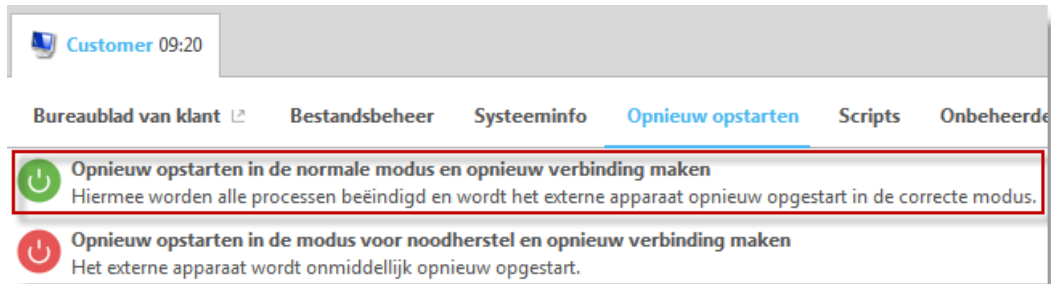 Customer 09:20
Bureaublad van klant Bestandsbeheer Systeeminfo Opnieuw opstarten Scripts Onbeheerde
Opnieuw opstarten in de normale modus en opnieuw verbinding maken
Hiermee worden alle processen beëindigd en wordt het externe apparaat opnieuw opgestart in de correcte modus.
Opnieuw opstarten in de modus voor noodherstel en opnieuw verbinding maken
Het externe apparaat wordt onmiddellijk opnieuw opgestart.